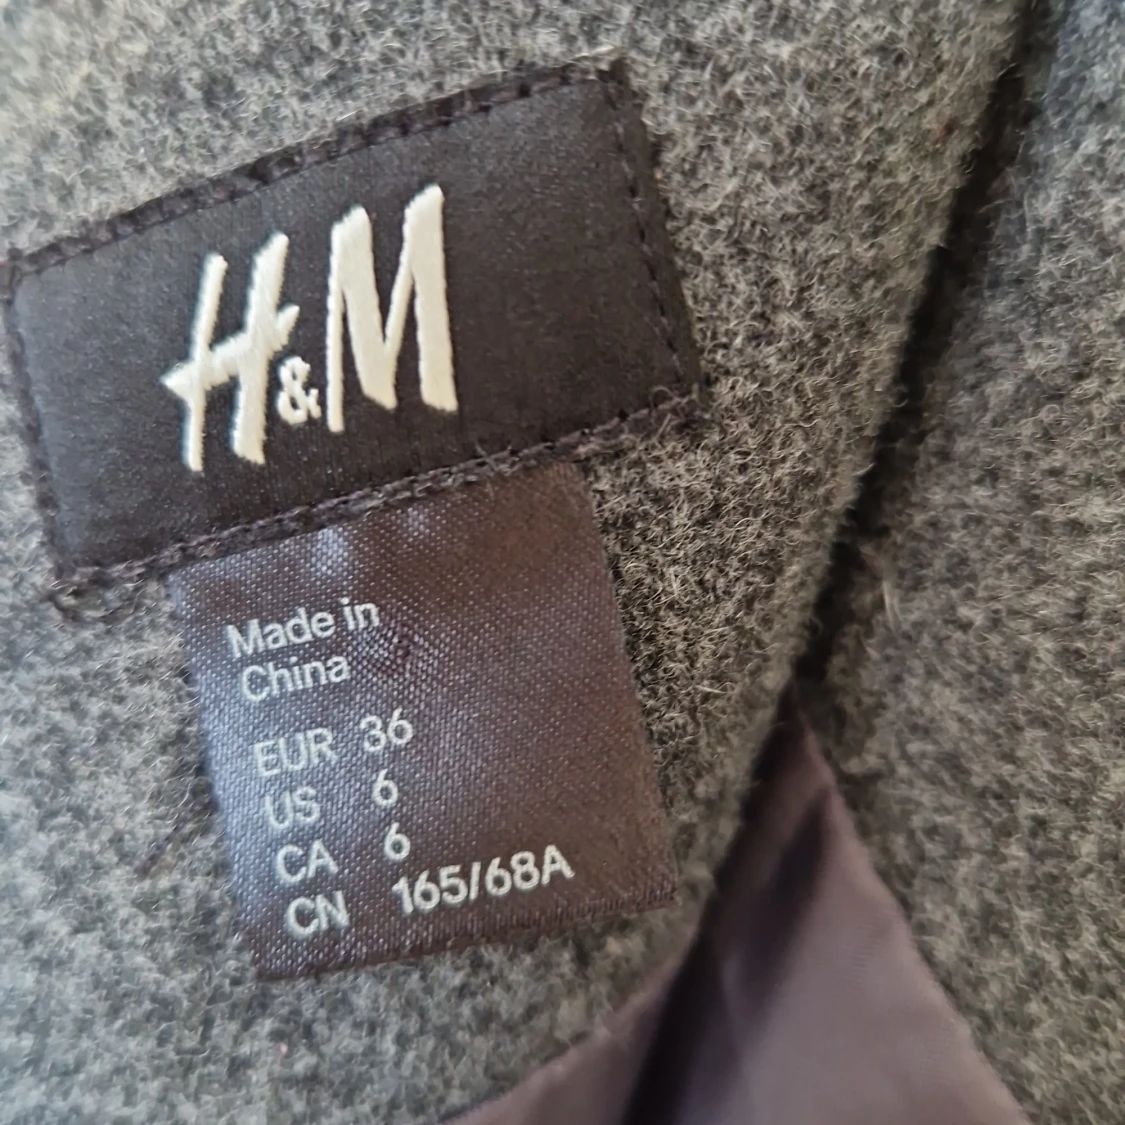 H&M
Made in
China
EUR 36
US 6
CA 6
CN 165/68A